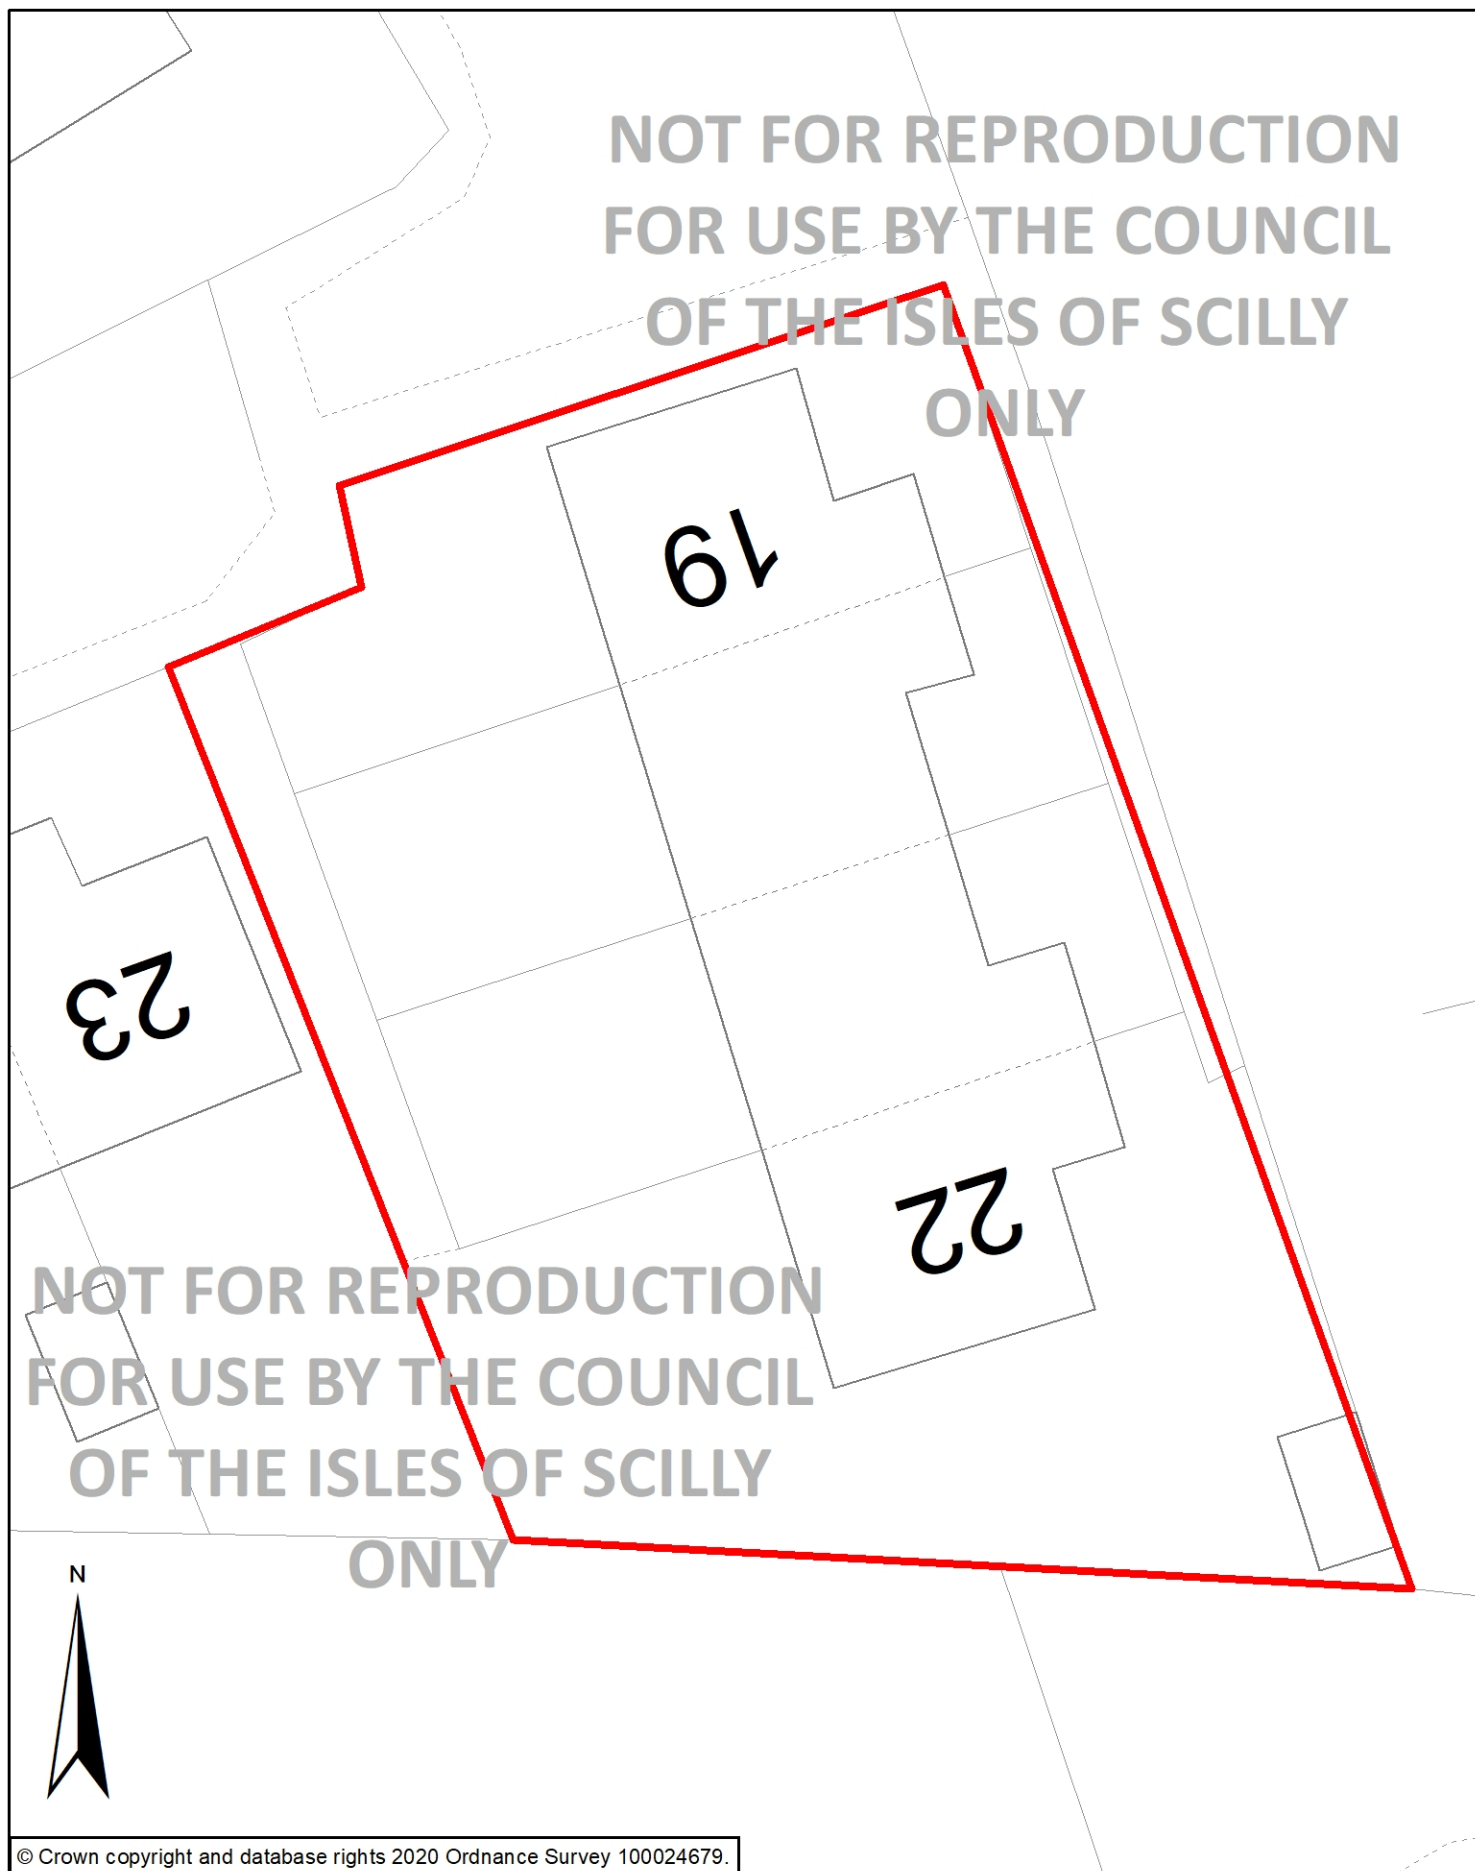 NOT FOR REPRODUCTION
FOR USE BY THE COUNCIL
OF THE ISLES OF SCILLY
ONLY
19
23
22
NOT FOR REPRODUCTION
FOR USE BY THE COUNCIL
OF THE ISLES OF SCILLY
ONLY
N
© Crown copyright and database rights 2020 Ordnance Survey 100024679.